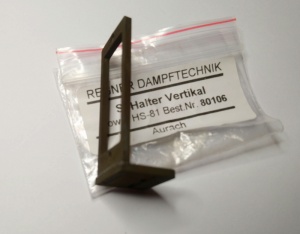 DAMPFTECHNIK
Halter Vertikal
HS-81 Best.Nr. 80106
Aurach